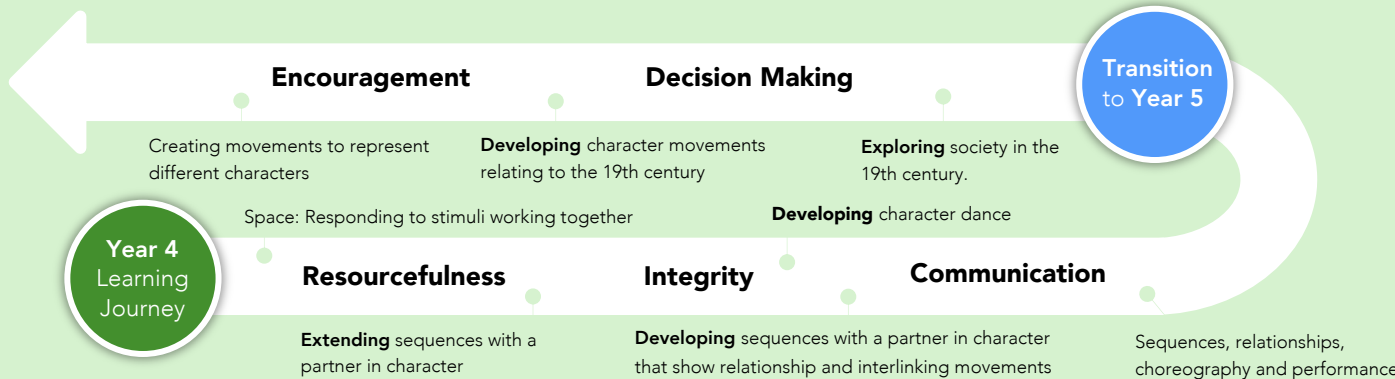 Encouragement
Decision Making
Transition
to Year 5
Creating movements to represent
different characters
Developing character movements
relating to the 19th century
Exploring society in the
19th century.
Space: Responding to stimuli working together
Developing character dance
Year 4
Learning
Journey
Resourcefulness
Integrity
Communication
Extending sequences with a
partner in character
Developing sequences with a partner in character
that show relationship and interlinking movements
Sequences, relationships,
choreography and performance